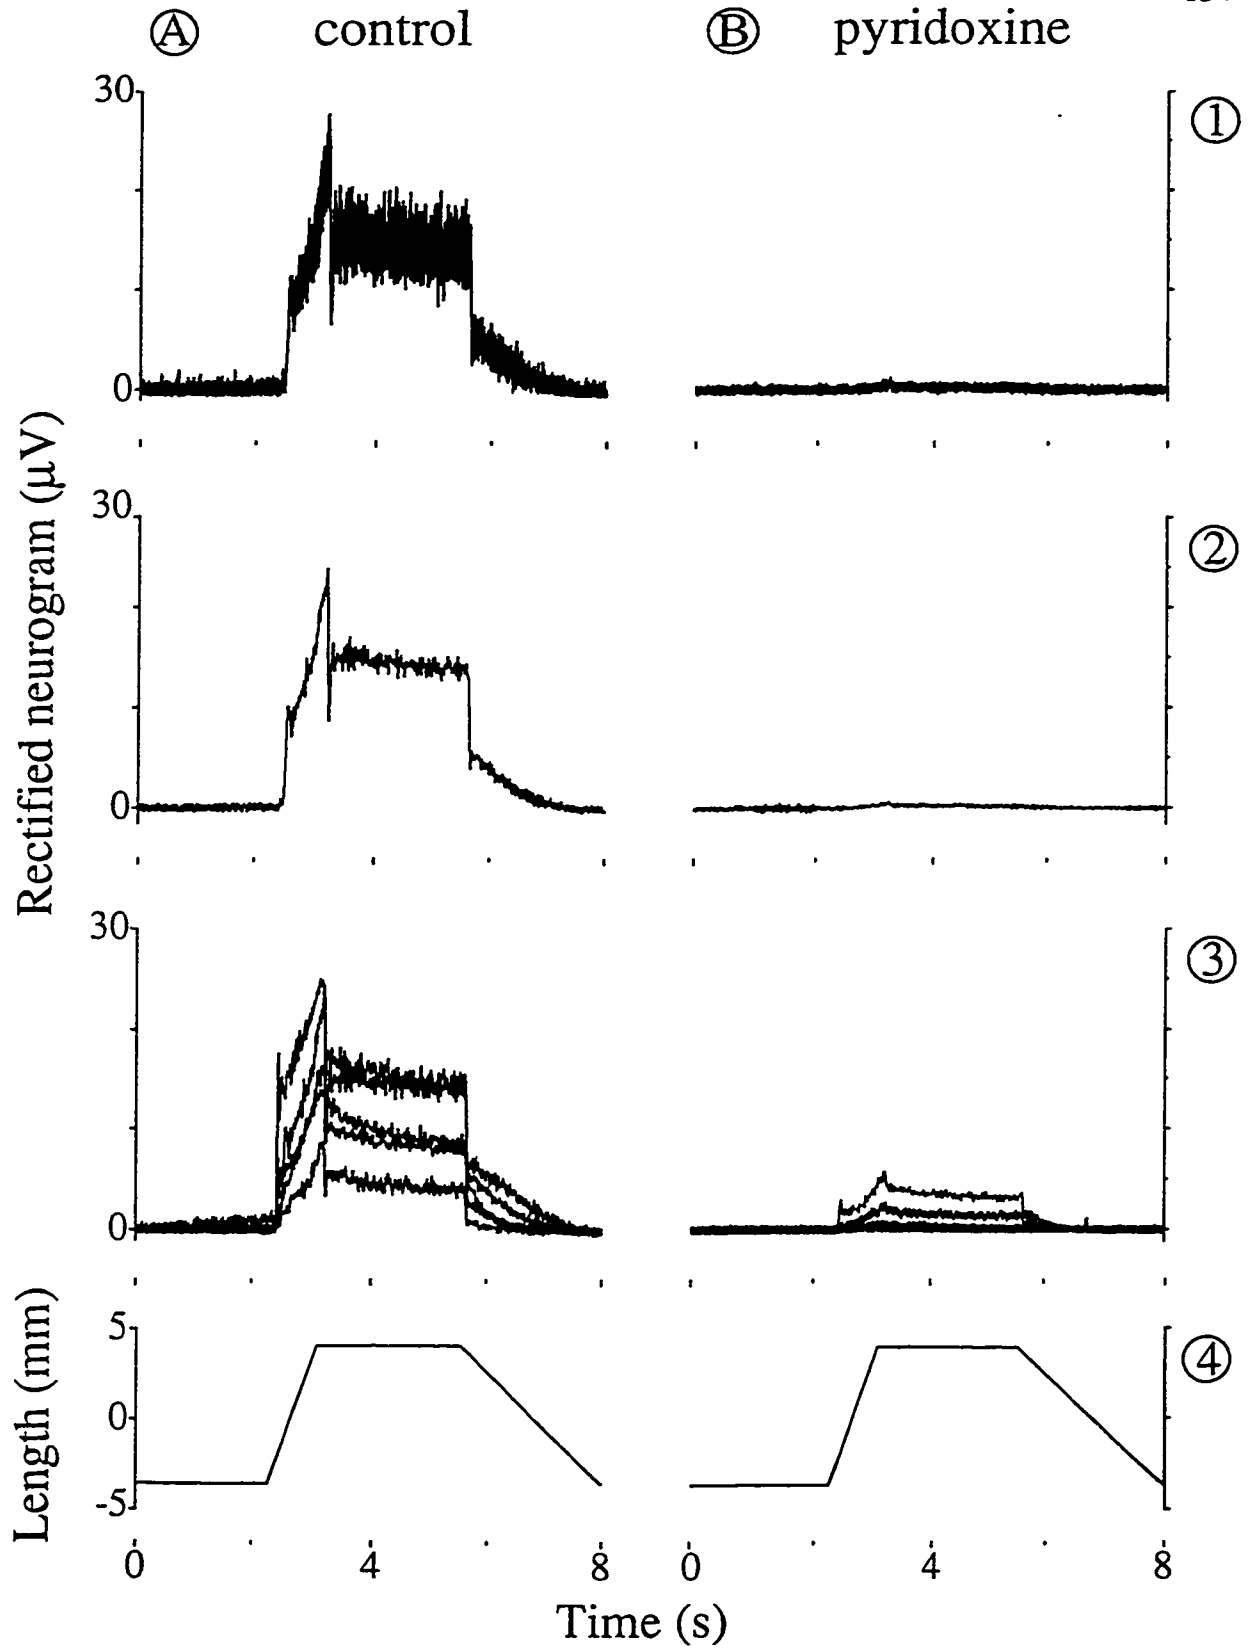 Ⓐ control Ⓑ pyridoxine
30
①
0
30
②
0
Rectified neurogram (μV)
30
③
0
5
④
0
-5
Length (mm)
0 4 8 0 4 8
Time (s)